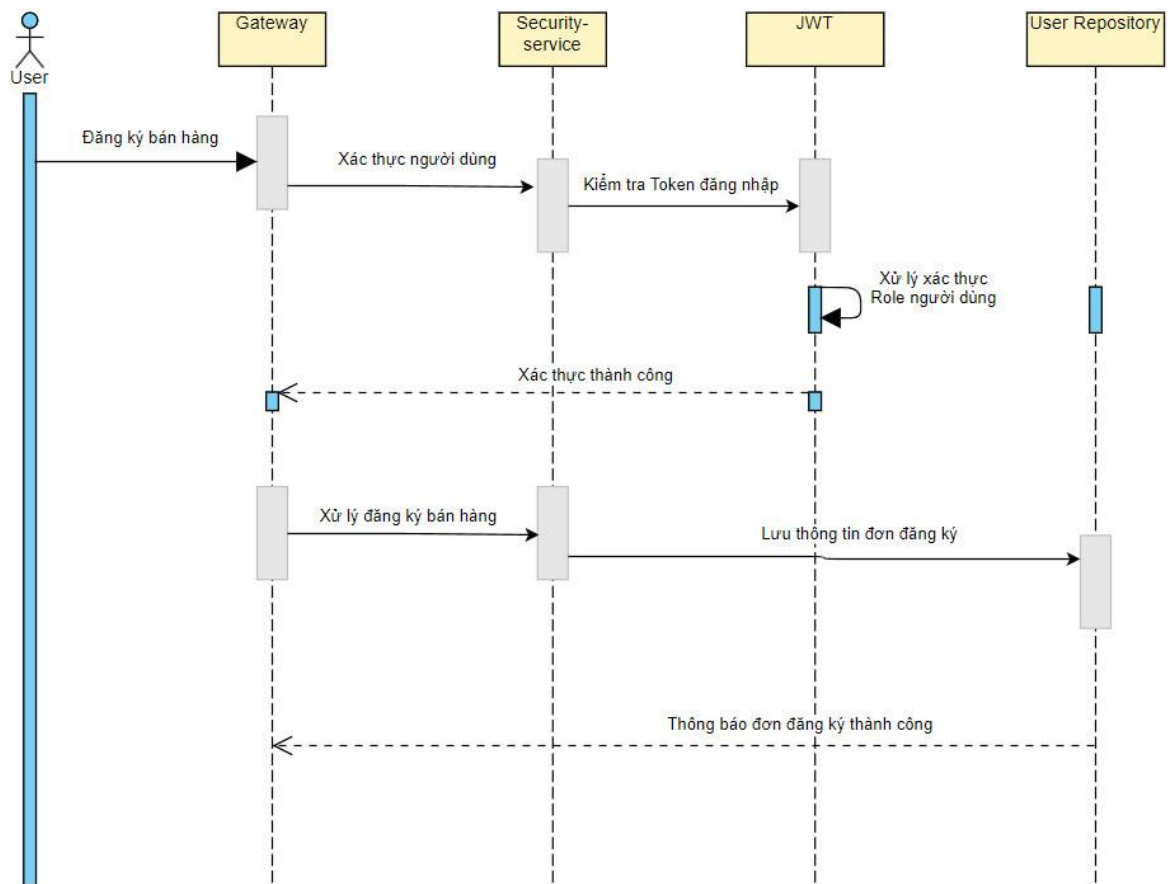 Gateway
Security-
service
JWT
User Repository
User
Đăng ký bán hàng
Xác thực người dùng
Kiểm tra Token đăng nhập
Xử lý xác thực
Role người dùng
Xác thực thành công
Xử lý đăng ký bán hàng
Lưu thông tin đơn đăng ký
Thông báo đơn đăng ký thành công